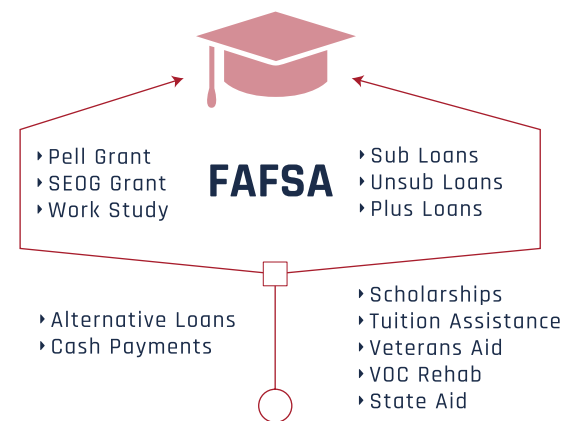 Pell Grant
SEOG Grant
Work Study
FAFSA
Sub Loans
Unsub Loans
Plus Loans
Alternative Loans
Cash Payments
Scholarships
Tuition Assistance
Veterans Aid
VOC Rehab
State Aid